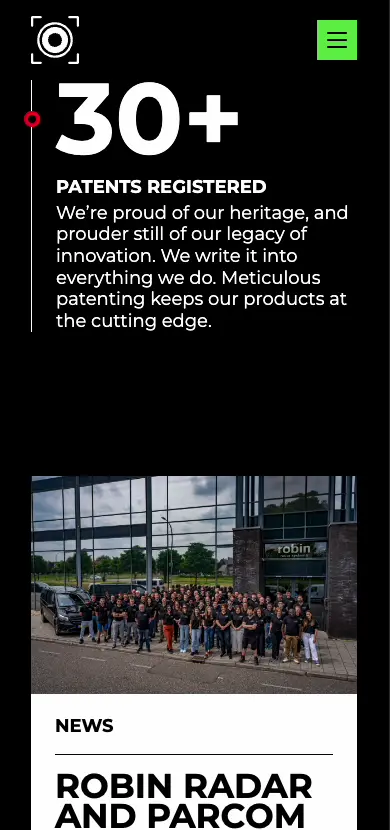 30+
PATENTS REGISTERED
We’re proud of our heritage, and
prouder still of our legacy of
innovation. We write it into
everything we do. Meticulous
patenting keeps our products at
the cutting edge.
robin
NEWS
ROBIN RADAR
AND PARCOM